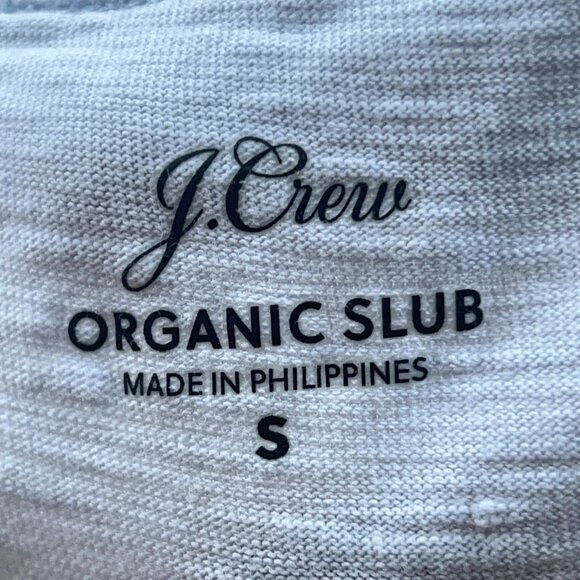 J.Crew
ORGANIC SLUB
MADE IN PHILIPPINES
S